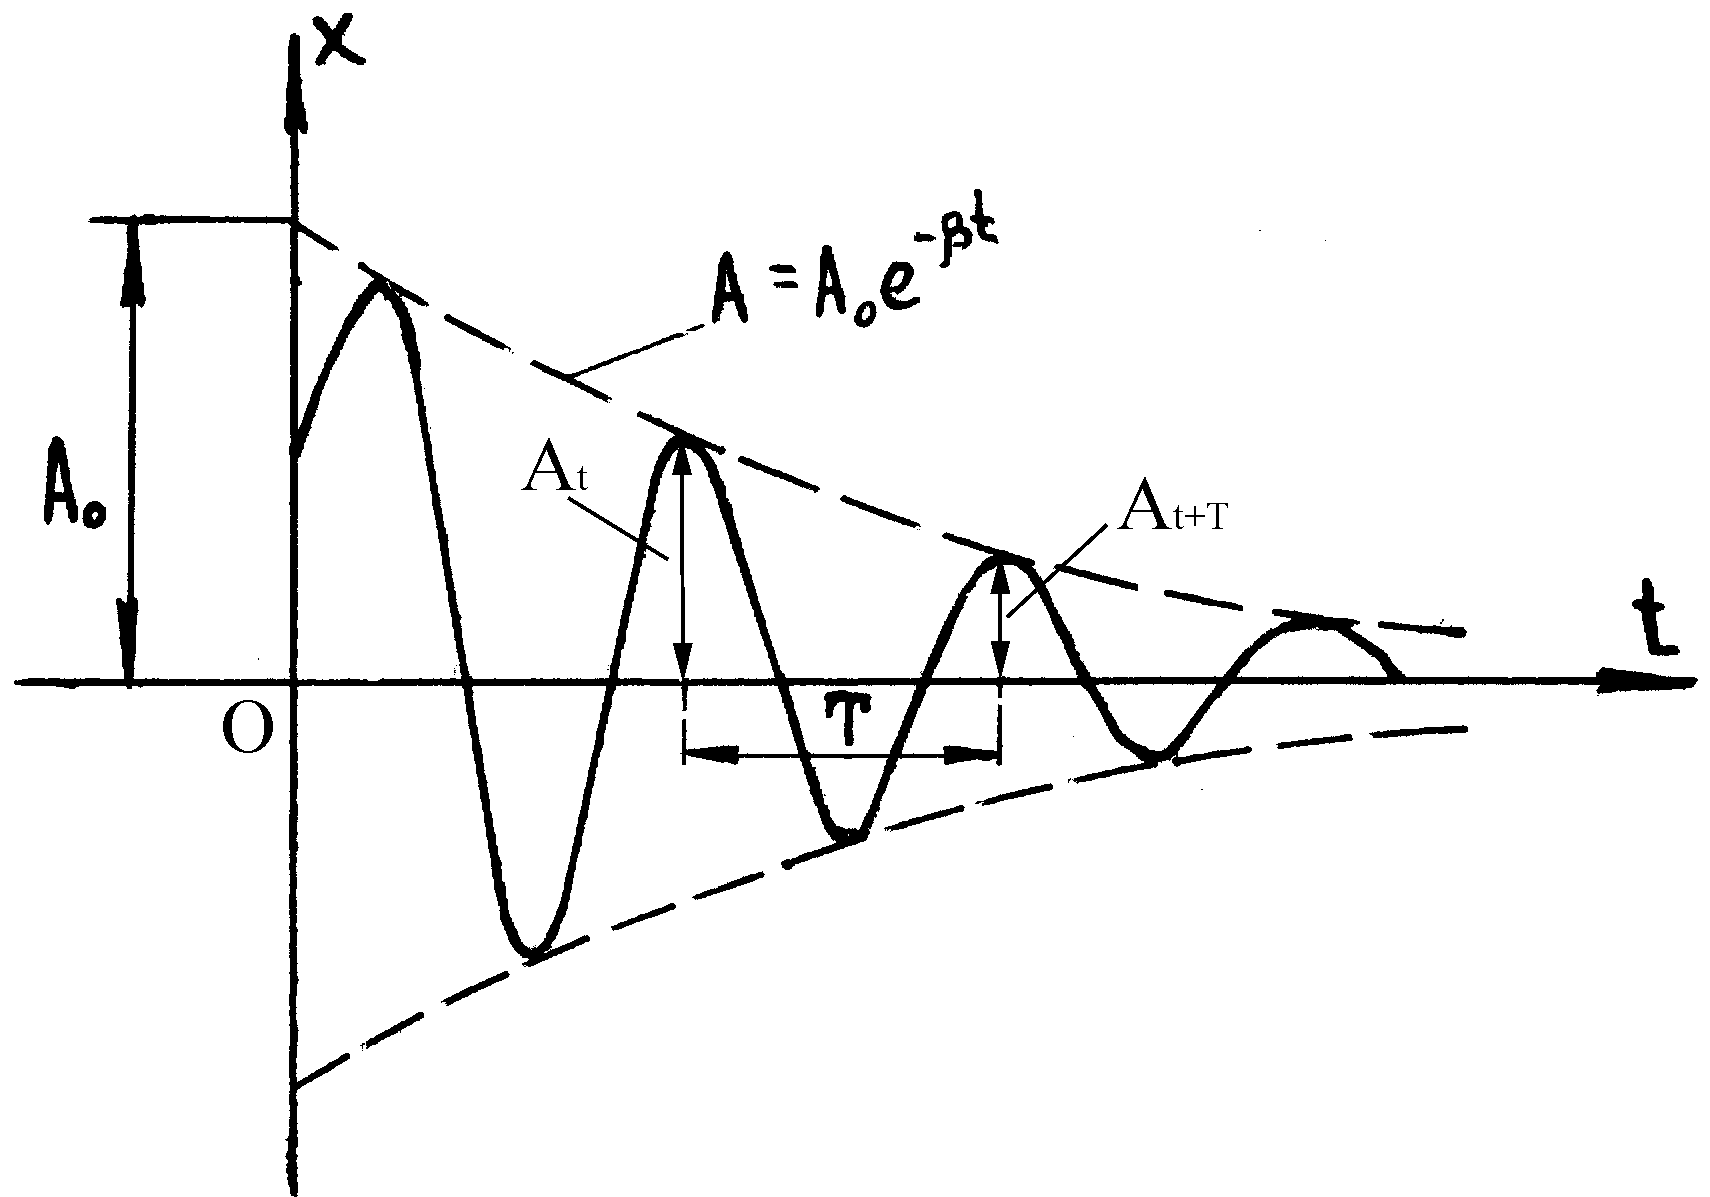 x
A = A₀e^-βt
Aₜ
A₀
Aₜ₊T
t
O
T